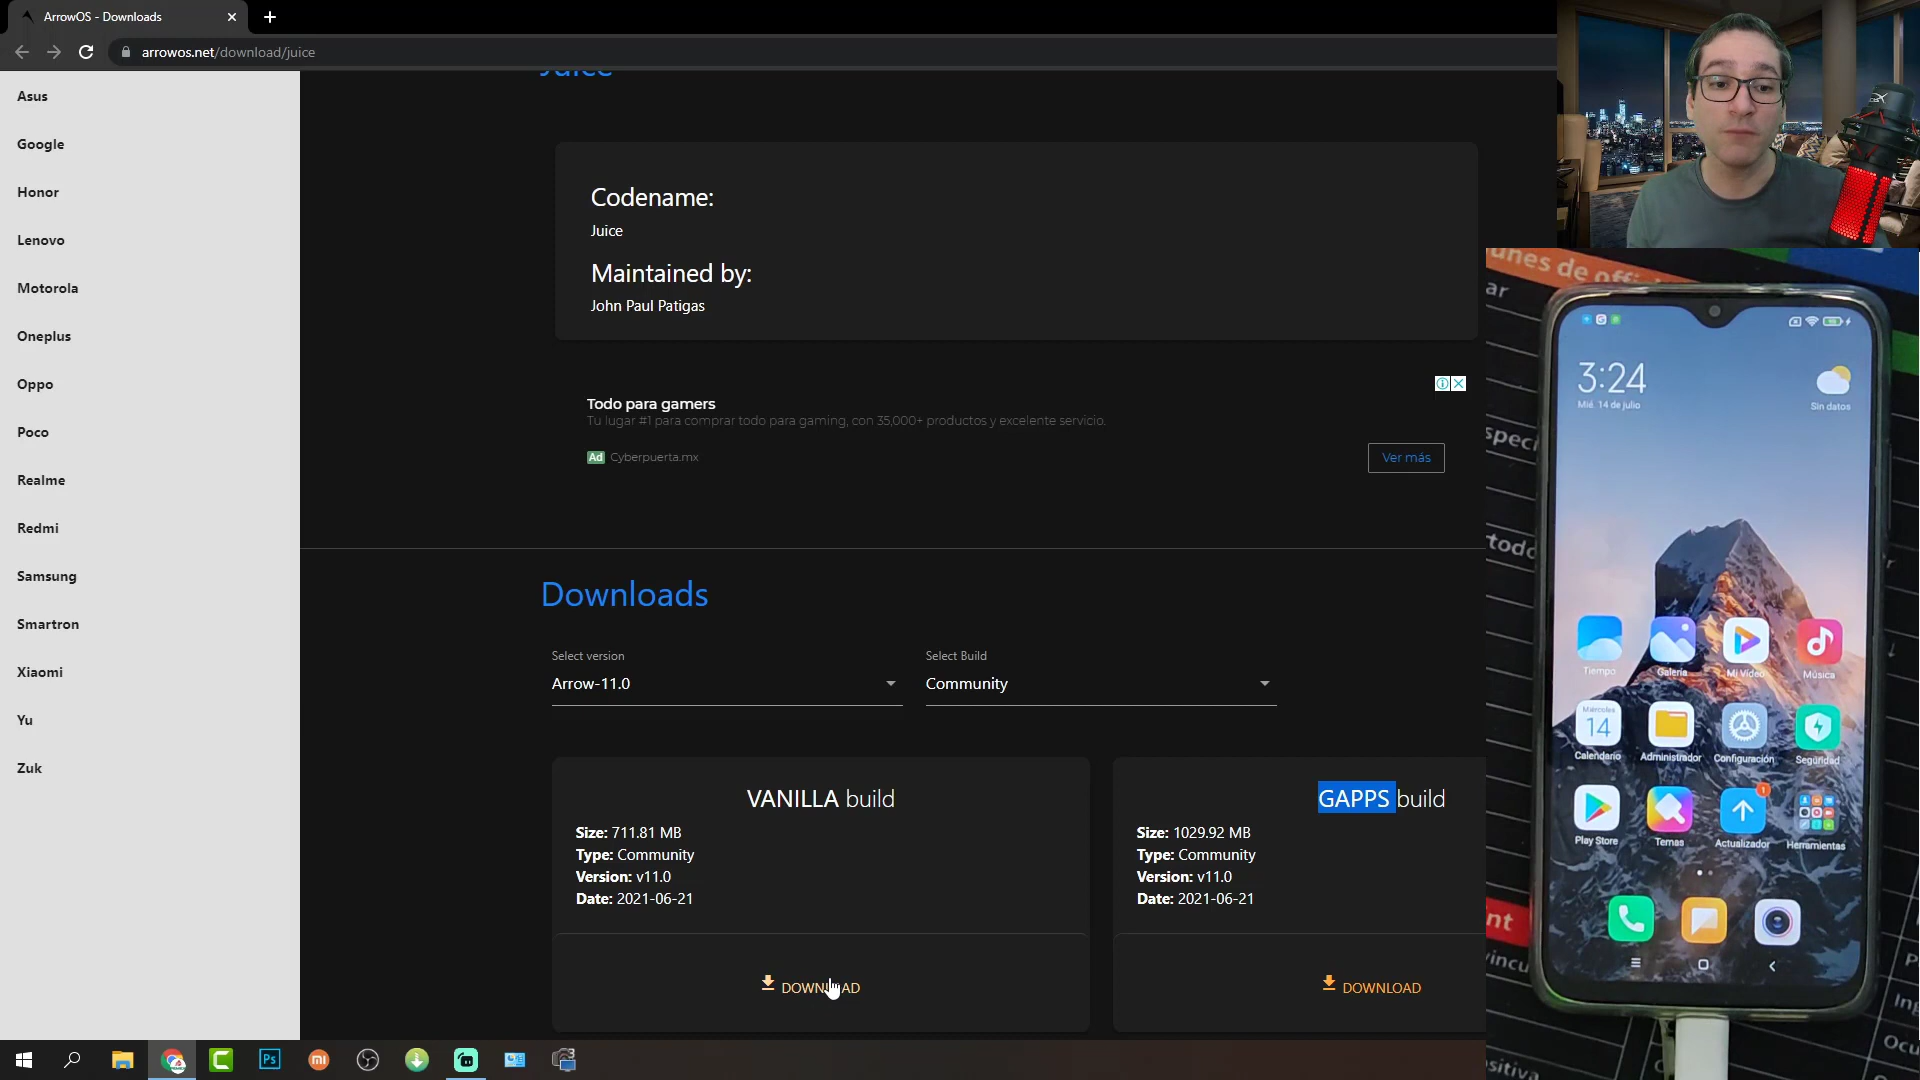 ArrowOS - Downloads
arrowos.net/download/juice
Juice
Asus
Google
Honor
Lenovo
Motorola
Oneplus
Oppo
Poco
Realme
Redmi
Samsung
Smartron
Xiaomi
Yu
Zuk
Codename:
Juice
Maintained by:
John Paul Patigas
Todo para gamers
Tu lugar #1 para comprar todo para gaming, con 35,000+ productos y excelente servicio.
Ad Cyberpuerta.mx
Ver más
Downloads
Select version
Arrow-11.0
Select Build
Community
VANILLA build
Size: 711.81 MB
Type: Community
Version: v11.0
Date: 2021-06-21
DOWNLOAD
GAPPS build
Size: 1029.92 MB
Type: Community
Version: v11.0
Date: 2021-06-21
DOWNLOAD
Ps
3:24
Mié. 14 de julio
Sin datos
Tiempo
Galería
Mi Video
Música
Miércoles
14
Calendario
Administrador
Configuración
Seguridad
1
Play Store
Temas
Actualizador
Herramientas